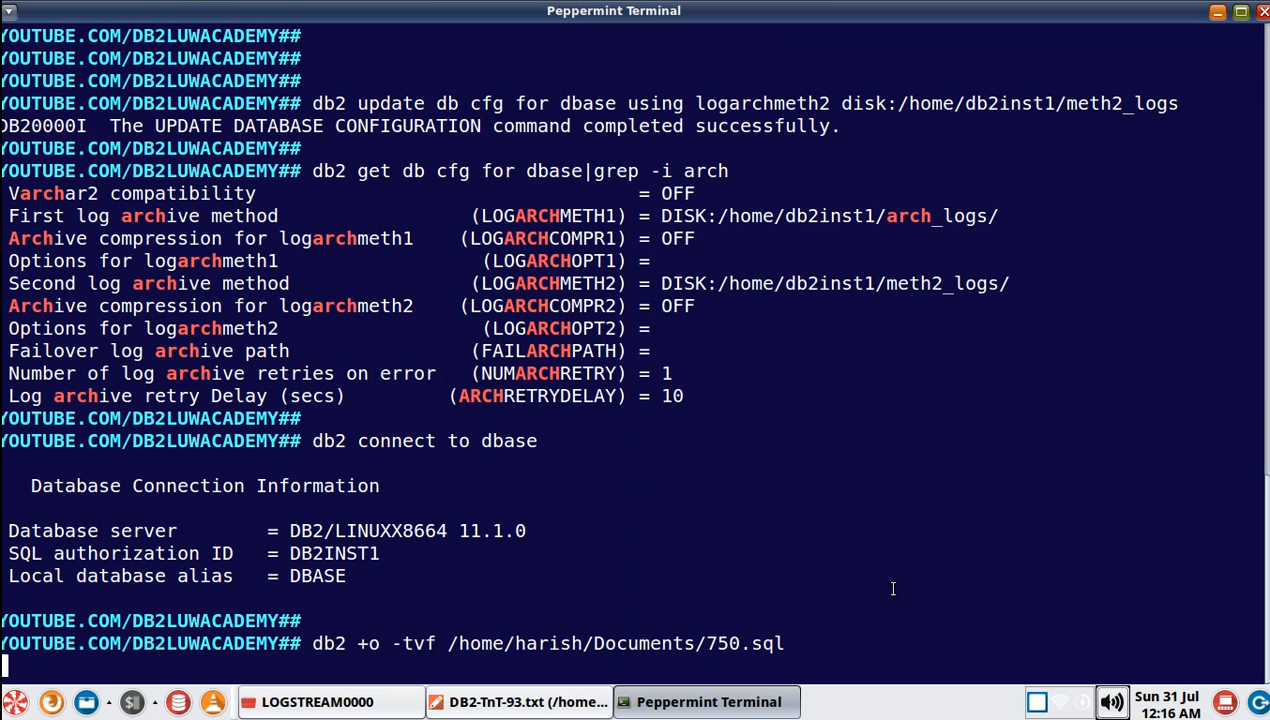 Peppermint Terminal
YOUTUBE.COM/DB2LUWACADEMY##
YOUTUBE.COM/DB2LUWACADEMY##
YOUTUBE.COM/DB2LUWACADEMY##
YOUTUBE.COM/DB2LUWACADEMY## db2 update db cfg for dbase using logarchmeth2 disk:/home/db2inst1/meth2_logs
DB20000I  The UPDATE DATABASE CONFIGURATION command completed successfully.
YOUTUBE.COM/DB2LUWACADEMY##
YOUTUBE.COM/DB2LUWACADEMY## db2 get db cfg for dbase|grep -i arch
Varchar2 compatibility = OFF
First log archive method (LOGARCHMETH1) = DISK:/home/db2inst1/arch_logs/
Archive compression for logarchmeth1 (LOGARCHCOMPR1) = OFF
Options for logarchmeth1 (LOGARCHOPT1) =
Second log archive method (LOGARCHMETH2) = DISK:/home/db2inst1/meth2_logs/
Archive compression for logarchmeth2 (LOGARCHCOMPR2) = OFF
Options for logarchmeth2 (LOGARCHOPT2) =
Failover log archive path (FAILARCHPATH) =
Number of log archive retries on error (NUMARCHRETRY) = 1
Log archive retry Delay (secs) (ARCHRETRYDELAY) = 10
YOUTUBE.COM/DB2LUWACADEMY##
YOUTUBE.COM/DB2LUWACADEMY## db2 connect to dbase
Database Connection Information
Database server = DB2/LINUXX8664 11.1.0
SQL authorization ID = DB2INST1
Local database alias = DBASE
YOUTUBE.COM/DB2LUWACADEMY##
YOUTUBE.COM/DB2LUWACADEMY## db2 +o -tvf /home/harish/Documents/750.sql
LOGSTREAM0000
DB2-TnT-93.txt (/home...
Peppermint Terminal
Sun 31 Jul
12:16 AM